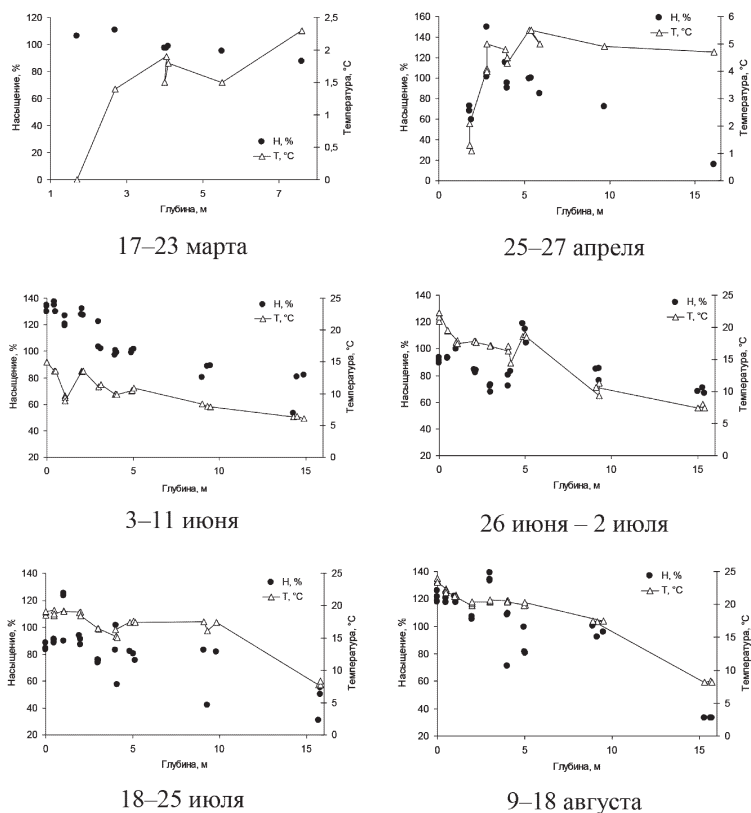 120
100
80
60
40
20
0
Насыщение, %
1
3
5
7
Глубина, м
2,5
2
1,5
1
0,5
0
Температура, °C
H, %
T, °C
17–23 марта
160
140
120
100
80
60
40
20
0
Насыщение, %
0
5
10
15
Глубина, м
6
5
4
3
2
1
0
Температура, °C
H, %
T, °C
25–27 апреля
140
120
100
80
60
40
20
Насыщение, %
0
5
10
15
Глубина, м
25
20
15
10
5
0
Температура, °C
H, %
T, °C
3–11 июня
140
120
100
80
60
40
20
Насыщение, %
0
5
10
15
Глубина, м
25
20
15
10
5
0
Температура, °C
H, %
T, °C
26 июня – 2 июля
140
120
100
80
60
40
20
Насыщение, %
0
5
10
15
Глубина, м
25
20
15
10
5
0
Температура, °C
H, %
T, °C
18–25 июля
140
120
100
80
60
40
20
Насыщение, %
0
5
10
15
Глубина, м
25
20
15
10
5
0
Температура, °C
H, %
T, °C
9–18 августа